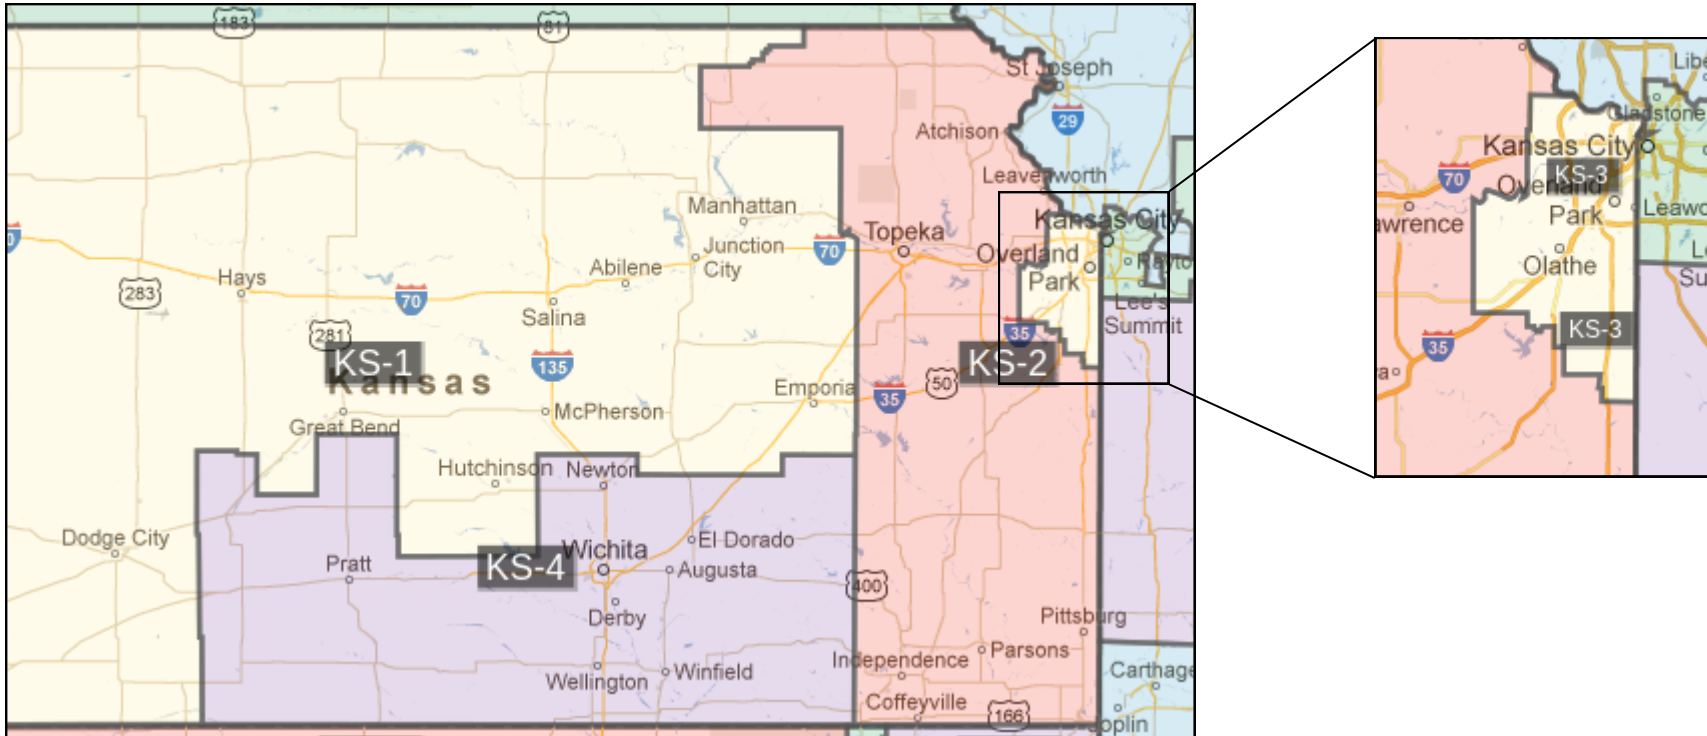 183
81
St Joseph
29
Atchison
Leavenworth
Manhattan
Kansas City
Topeka
Junction
City
70
Overland
Park
Abilene
Hays
283
70
Salina
Lee's
Summit
281
KS-1
Kansas
135
35
KS-2
Emporia
50
35
McPherson
Great Bend
Hutchinson
Newton
Dodge City
El Dorado
Pratt
KS-4
Wichita
Augusta
400
Derby
Pittsburg
Independence
Parsons
Wellington
Winfield
Carthage
Coffeyville
166
Gladstone
Kansas City
70
KS-3
Overland
Park
Olathe
KS-3
35